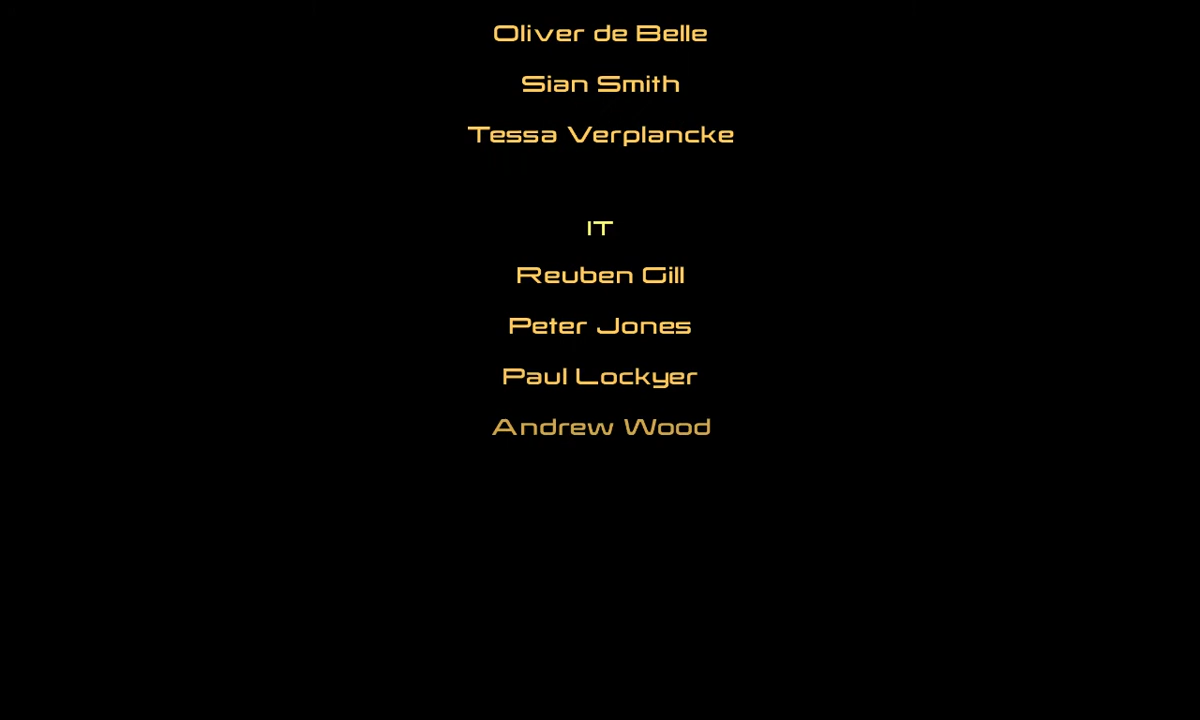 Oliver de Belle
Sian Smith
Tessa Verplancke
IT
Reuben Gill
Peter Jones
Paul Lockyer
Andrew Wood